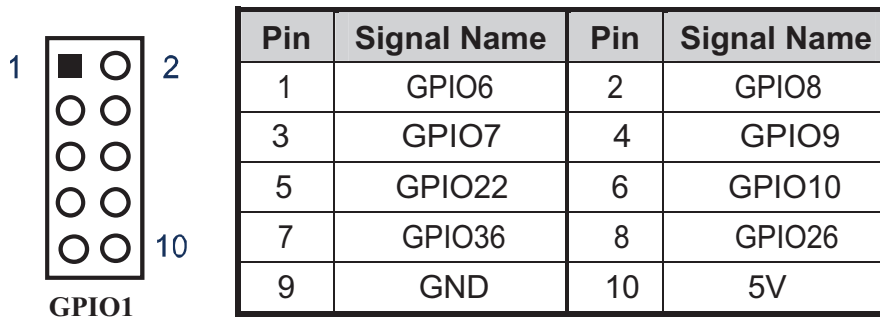 1
2
10
GPIO1
Pin Signal Name Pin Signal Name
1 GPIO6 2 GPIO8
3 GPIO7 4 GPIO9
5 GPIO22 6 GPIO10
7 GPIO36 8 GPIO26
9 GND 10 5V